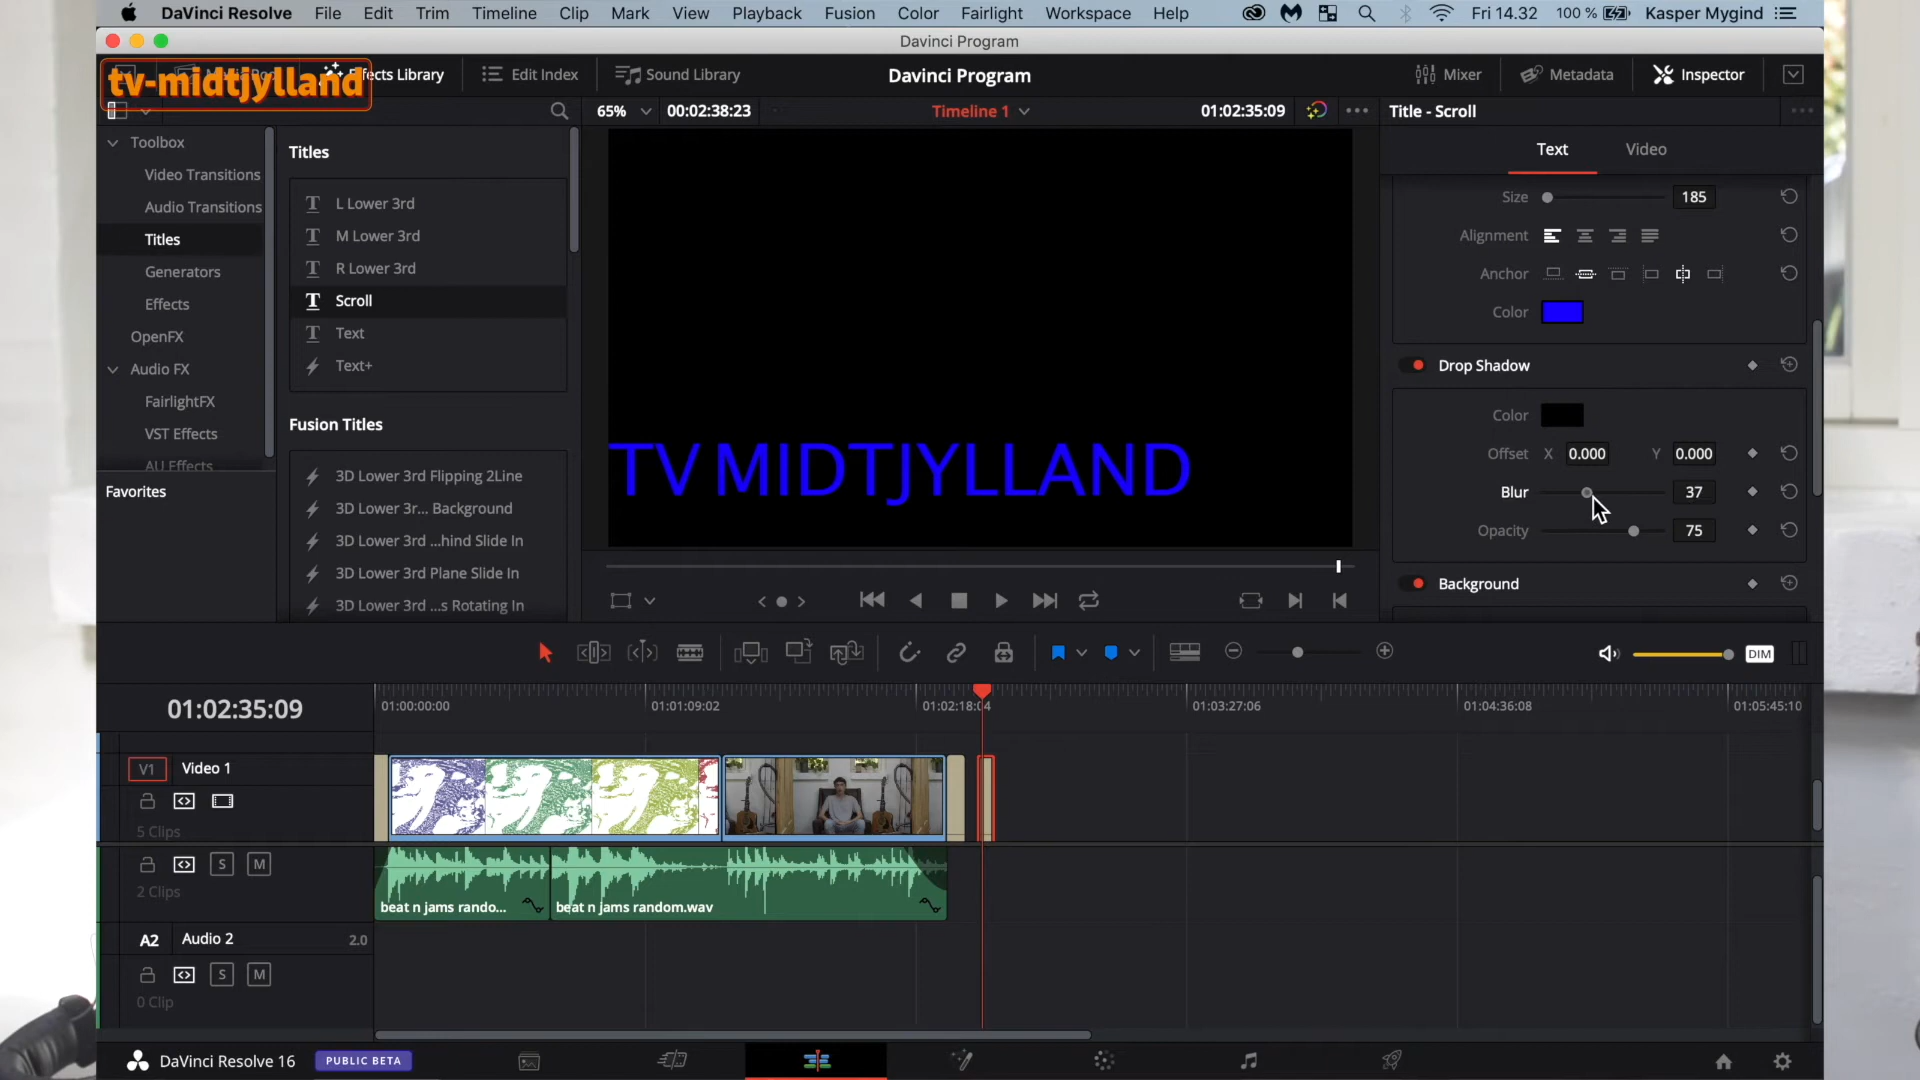 DaVinci Resolve File Edit Trim Timeline Clip Mark View Playback Fusion Color Fairlight Workspace Help Fri 14.32 100 % Kasper Mygind
Davinci Program
tv-midtjylland
Effects Library Edit Index Sound Library Davinci Program Mixer Metadata Inspector
65% 00:02:38:23 Timeline 1 01:02:35:09 Title - Scroll
Toolbox
Video Transitions
Audio Transitions
Titles
Generators
Effects
OpenFX
Audio FX
FairlightFX
VST Effects
AU Effects
Favorites
Titles
L Lower 3rd
M Lower 3rd
R Lower 3rd
Scroll
Text
Text+
Fusion Titles
3D Lower 3rd Flipping 2Line
3D Lower 3r... Background
3D Lower 3rd ...hind Slide In
3D Lower 3rd Plane Slide In
3D Lower 3rd ...s Rotating In
TV MIDTJYLLAND
Text Video
Size 185
Alignment
Anchor
Color
Drop Shadow
Color
Offset X 0.000 Y 0.000
Blur 37
Opacity 75
Background
DIM
01:02:35:09
01:00:00:00 01:01:09:02 01:02:18:04 01:03:27:06 01:04:36:08 01:05:45:10
V1 Video 1
5 Clips
S M
2 Clips
beat n jams rando... beat n jams random.wav
A2 Audio 2 2.0
S M
0 Clip
DaVinci Resolve 16 PUBLIC BETA